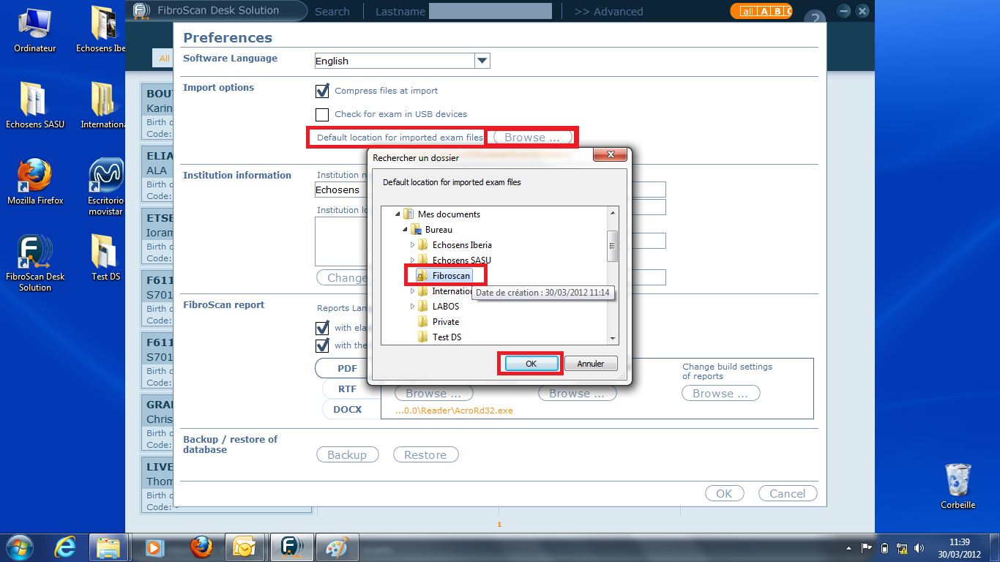 FibroScan Desk Solution
Search
Lastname
>> Advanced
all A B C
?
Ordinateur
Echosens Ibe
Echosens SASU
Internationa
Mozilla Firefox
Escritorio
movistar
FibroScan Desk
Solution
Test DS
All
BOU
Karin
Birth d
Code:
ELIA
ALA
Birth d
Code:
ETSE
Ioram
Birth d
Code:
F611
S701
Birth d
Code:
F611
S701
Birth d
Code:
GRA
Chris
Birth d
Code:
LIVE
Thom
Birth d
Code: -
Preferences
Software Language
English
Import options
Compress files at import
Check for exam in USB devices
Default location for imported exam files
Browse ...
Institution information
Institution n
Echosens
Institution lo
Change
Rechercher un dossier
Default location for imported exam files
Mes documents
Bureau
Echosens Iberia
Echosens SASU
Fibroscan
Internation
Date de création : 30/03/2012 11:14
LABOS
Private
Test DS
OK
Annuler
FibroScan report
Reports Lan
with ela
with the
PDF
RTF
DOCX
Browse ...
Browse ...
Change build settings
of reports
Browse ...
...0.0\Reader\AcroRd32.exe
Backup / restore of
database
Backup
Restore
OK
Cancel
1
Corbeille
11:39
30/03/2012